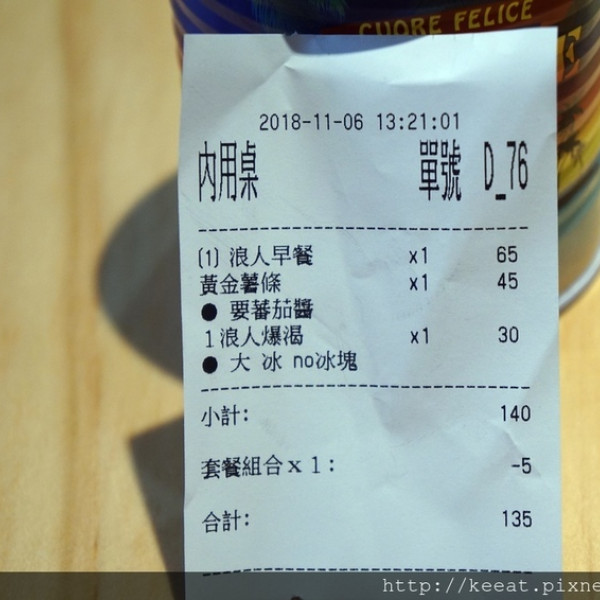 CUORE FELICE
2018-11-06 13:21:01
內用桌 單號 D_76
(1) 浪人早餐 x1 65
黃金薯條 x1 45
● 要蕃茄醬
1浪人爆渴 x1 30
● 大 冰 no冰塊
小計: 140
套餐組合x1: -5
合計: 135
http://keeat.pixne